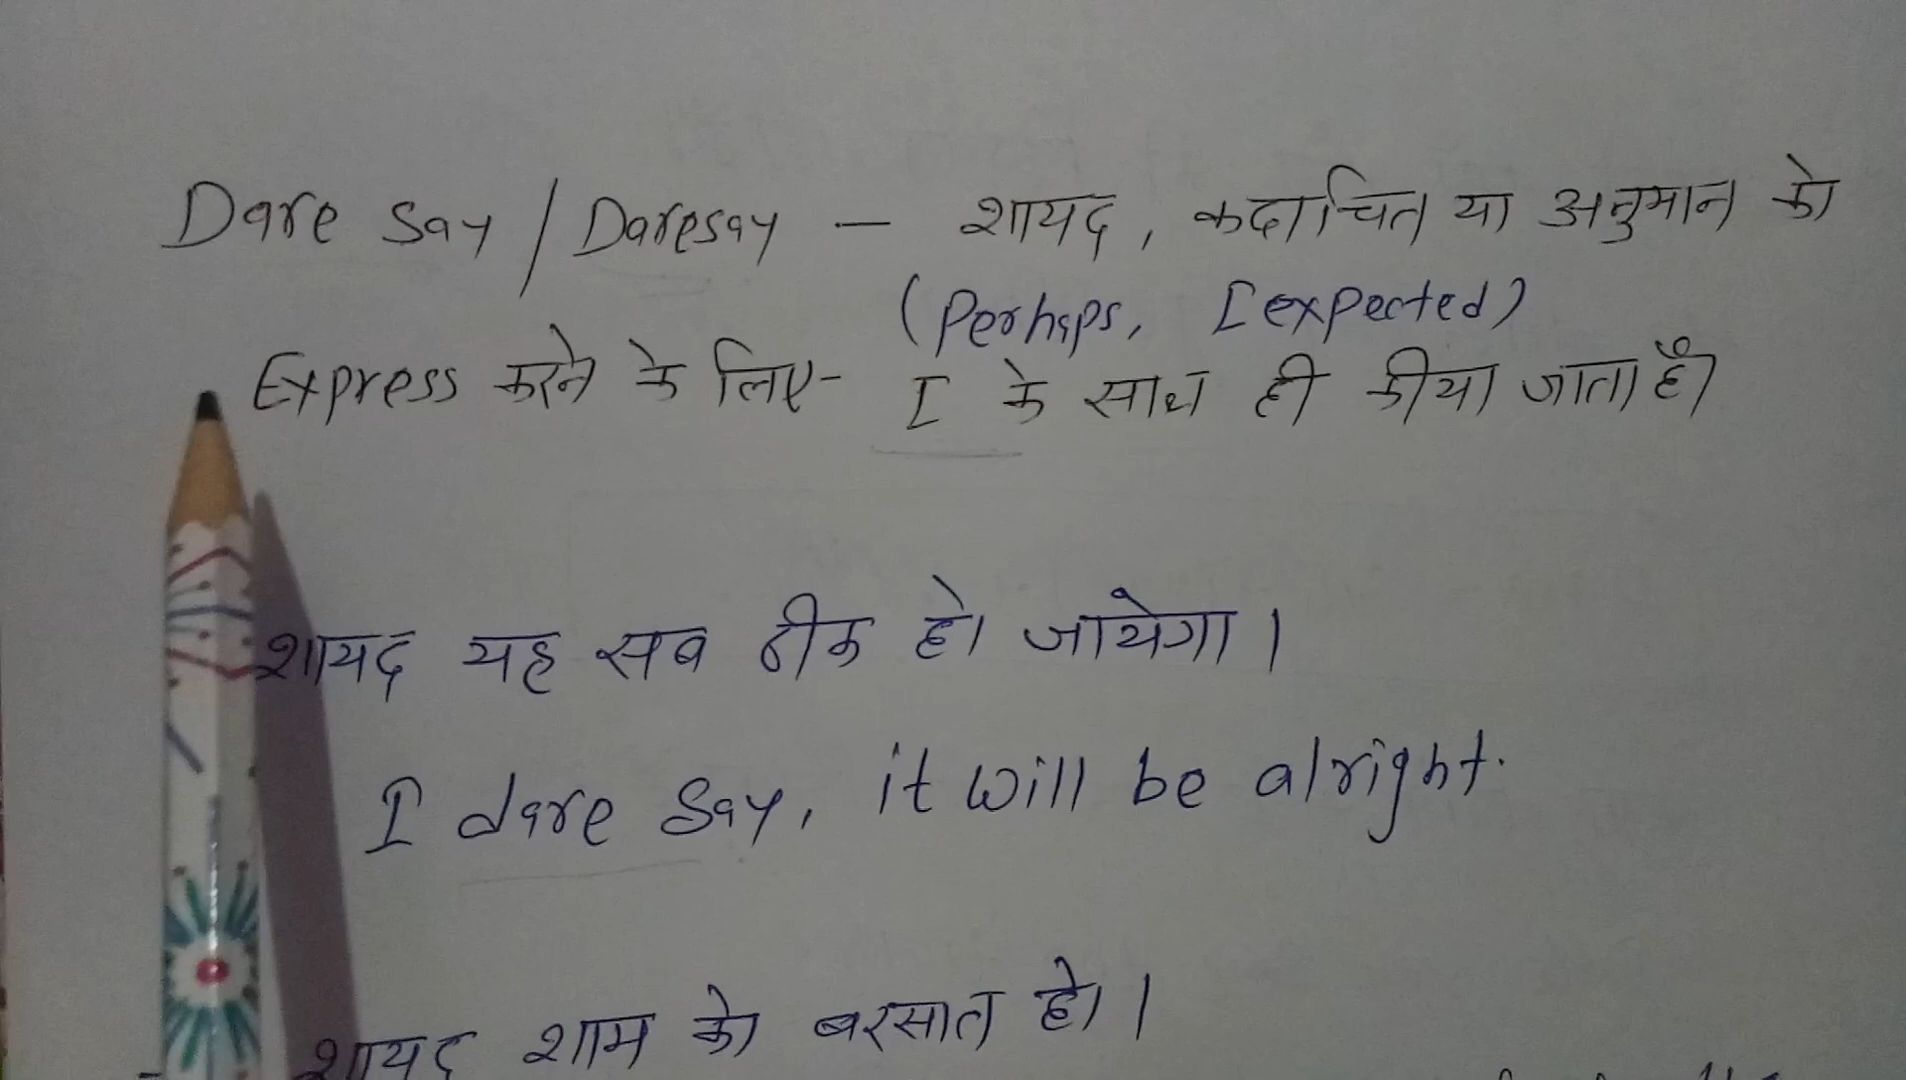 Dare say / Daresay – शायद, कदाचित या अनुमान को
(Perhaps, I expected)
Express करने के लिए- I के साथ ही कीया जाता है।
शायद यह सब ठीक हो जायेगा।
I dare say, it will be alright.
शायद शाम को बरसात हो।